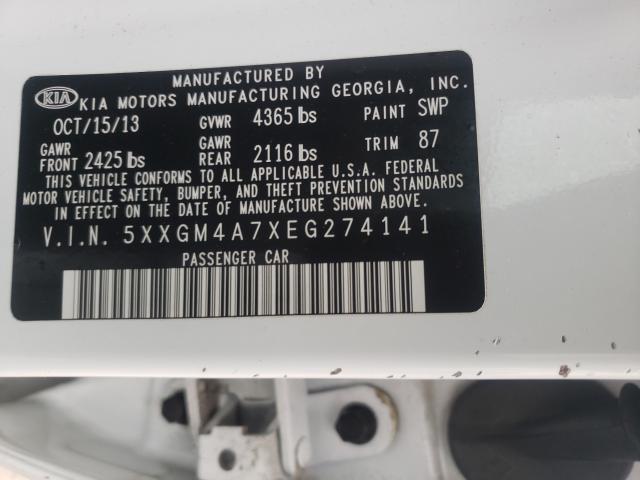 MANUFACTURED BY
KIA KIA MOTORS MANUFACTURING GEORGIA, INC.
OCT/15/13 GVWR 4365 lbs PAINT SWP
GAWR FRONT 2425 lbs GAWR REAR 2116 lbs TRIM 87
THIS VEHICLE CONFORMS TO ALL APPLICABLE U.S.A. FEDERAL
MOTOR VEHICLE SAFETY, BUMPER, AND THEFT PREVENTION STANDARDS
IN EFFECT ON THE DATE OF MANUFACTURE SHOWN ABOVE
V.I.N. 5XXGM4A7XEG274141
PASSENGER CAR